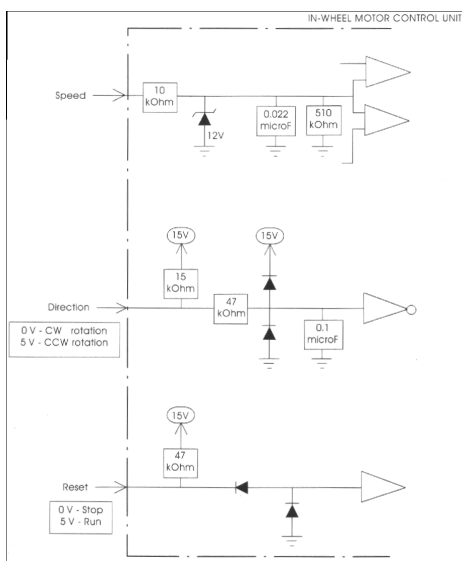 IN-WHEEL MOTOR CONTROL UNIT
Speed
10
kOhm
12V
0.022
microF
510
kOhm
15V
15V
15
kOhm
Direction
47
kOhm
0 V - CW rotation
5 V - CCW rotation
0.1
microF
15V
47
kOhm
Reset
0 V - Stop
5 V - Run